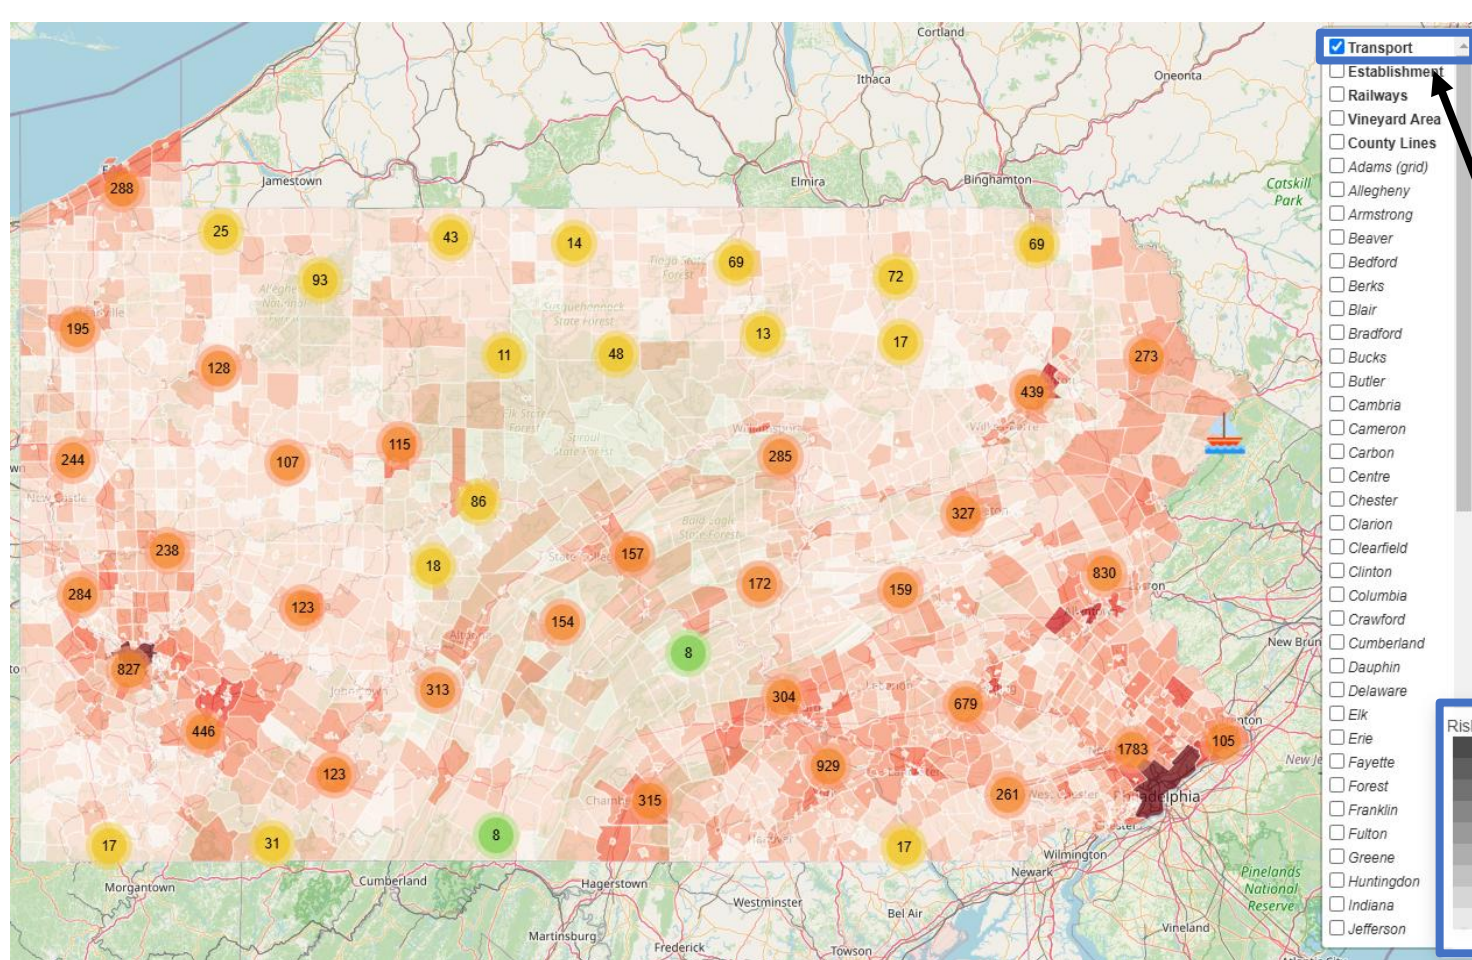 Cortland
Ithaca
Oneonta
Jamestown
Elmira
Binghamton
Catskill
Park
288
25
43
14
69
69
93
72
195
13
17
11
48
273
128
439
115
244
107
285
86
327
238
157
18
830
172
159
284
123
154
8
827
313
304
679
446
1783
105
929
123
261
315
17
31
8
17
Philadelphia
Wilmington
Newark
Morgantown
Cumberland
Hagerstown
Westminster
Bel Air
Martinsburg
Frederick
Towson
Vineland
Pinelands
National
Reserve
New Brun
New Je
Transport
Establishment
Railways
Vineyard Area
County Lines
Adams (grid)
Allegheny
Armstrong
Beaver
Bedford
Berks
Blair
Bradford
Bucks
Butler
Cambria
Cameron
Carbon
Centre
Chester
Clarion
Clearfield
Clinton
Columbia
Crawford
Cumberland
Dauphin
Delaware
Elk
Erie
Fayette
Forest
Franklin
Fulton
Greene
Huntingdon
Indiana
Jefferson
Ris